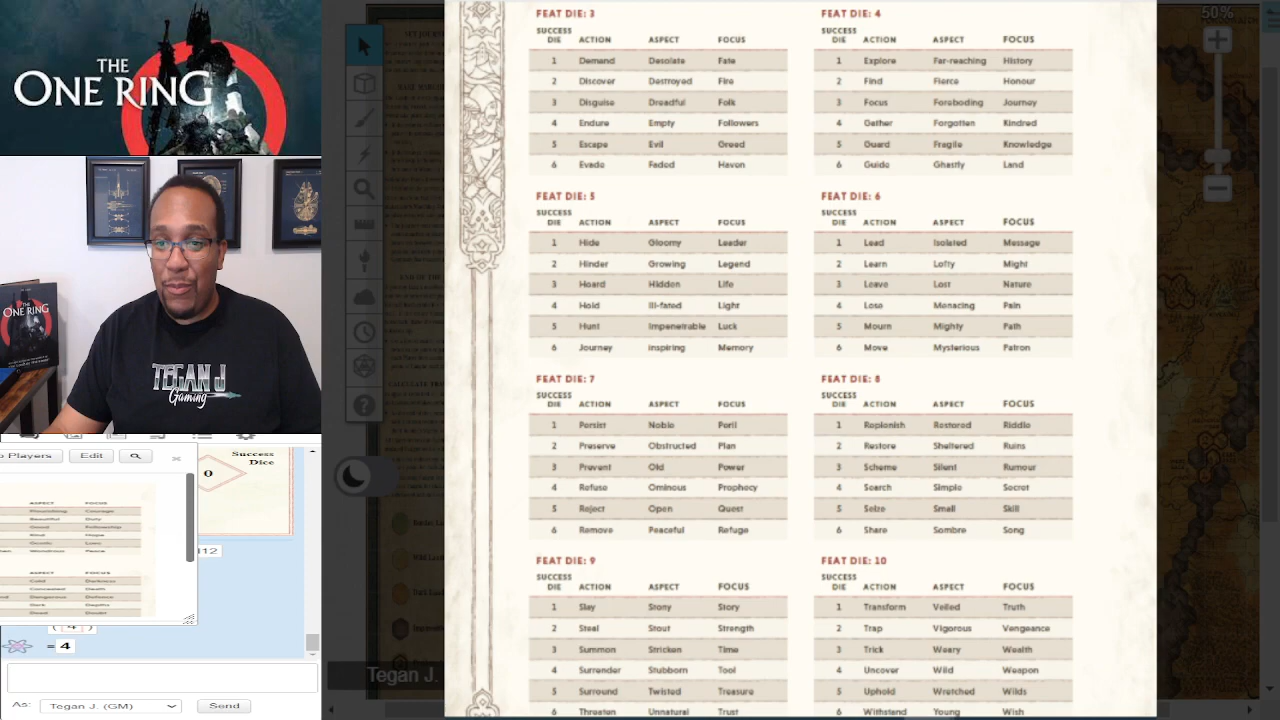 THE
ONE RING
THE
ONE RING
TEGAN J
Gaming
Players
Edit
Success
Dice
0
ASPECT FOCUS
ASPECT FOCUS
= 4
As: Tegan J. (GM) Send
Tegan J.
50%
FEAT DIE: 3
SUCCESS DIE ACTION ASPECT FOCUS
1 Demand Desolate Fate
2 Discover Destroyed Fire
3 Disguise Dreadful Folk
4 Endure Empty Followers
5 Escape Evil Greed
6 Evade Faded Haven
FEAT DIE: 4
SUCCESS DIE ACTION ASPECT FOCUS
1 Explore Far-reaching History
2 Find Fierce Honour
3 Focus Foreboding Journey
4 Gather Forgotten Kindred
5 Guard Fragile Knowledge
6 Guide Ghastly Land
FEAT DIE: 5
SUCCESS DIE ACTION ASPECT FOCUS
1 Hide Gloomy Leader
2 Hinder Growing Legend
3 Hoard Hidden Life
4 Hold Ill-fated Light
5 Hunt Impenetrable Luck
6 Journey Inspiring Memory
FEAT DIE: 6
SUCCESS DIE ACTION ASPECT FOCUS
1 Lead Isolated Message
2 Learn Lofty Might
3 Leave Lost Nature
4 Lose Menacing Pain
5 Mourn Mighty Path
6 Move Mysterious Patron
FEAT DIE: 7
SUCCESS DIE ACTION ASPECT FOCUS
1 Persist Noble Peril
2 Preserve Obstructed Plan
3 Prevent Old Power
4 Refuse Ominous Prophecy
5 Reject Open Quest
6 Remove Peaceful Refuge
FEAT DIE: 8
SUCCESS DIE ACTION ASPECT FOCUS
1 Replenish Restored Riddle
2 Restore Sheltered Ruins
3 Scheme Silent Rumour
4 Search Simple Secret
5 Seize Small Skill
6 Share Sombre Song
FEAT DIE: 9
SUCCESS DIE ACTION ASPECT FOCUS
1 Slay Stony Story
2 Steal Stout Strength
3 Summon Stricken Time
4 Surrender Stubborn Tool
5 Surround Twisted Treasure
6 Threaten Unnatural Trust
FEAT DIE: 10
SUCCESS DIE ACTION ASPECT FOCUS
1 Transform Veiled Truth
2 Trap Vigorous Vengeance
3 Trick Weary Wealth
4 Uncover Wild Weapon
5 Uphold Wretched Wilds
6 Withstand Young Wish